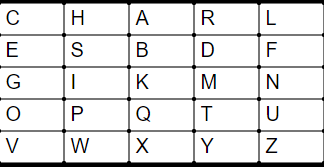 C H A R L
E S B D F
G I K M N
O P Q T U
V W X Y Z